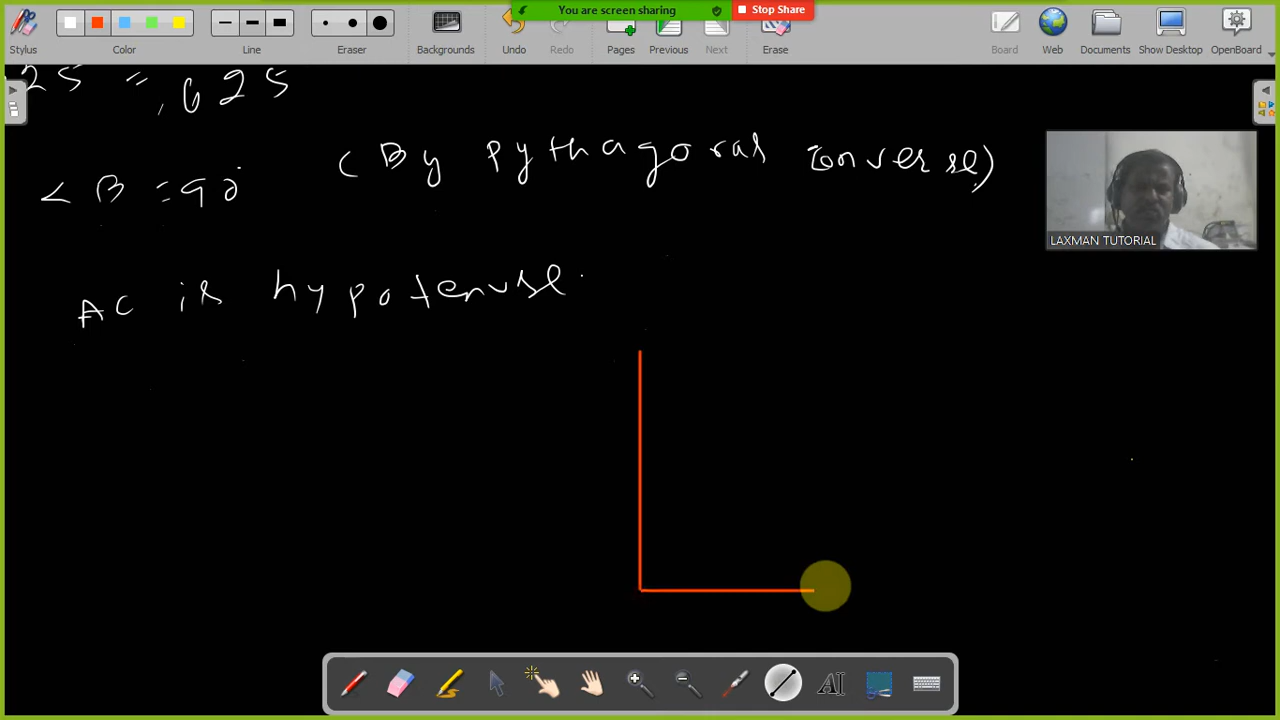 You are screen sharing Stop Share
Stylus Color Line Eraser Backgrounds Undo Redo Pages Previous Next Erase Board Web Documents Show Desktop OpenBoard
25 = 625
(By pythagoras converse)
∠B = 90°
AC is hypotenuse.
LAXMAN TUTORIAL
AI